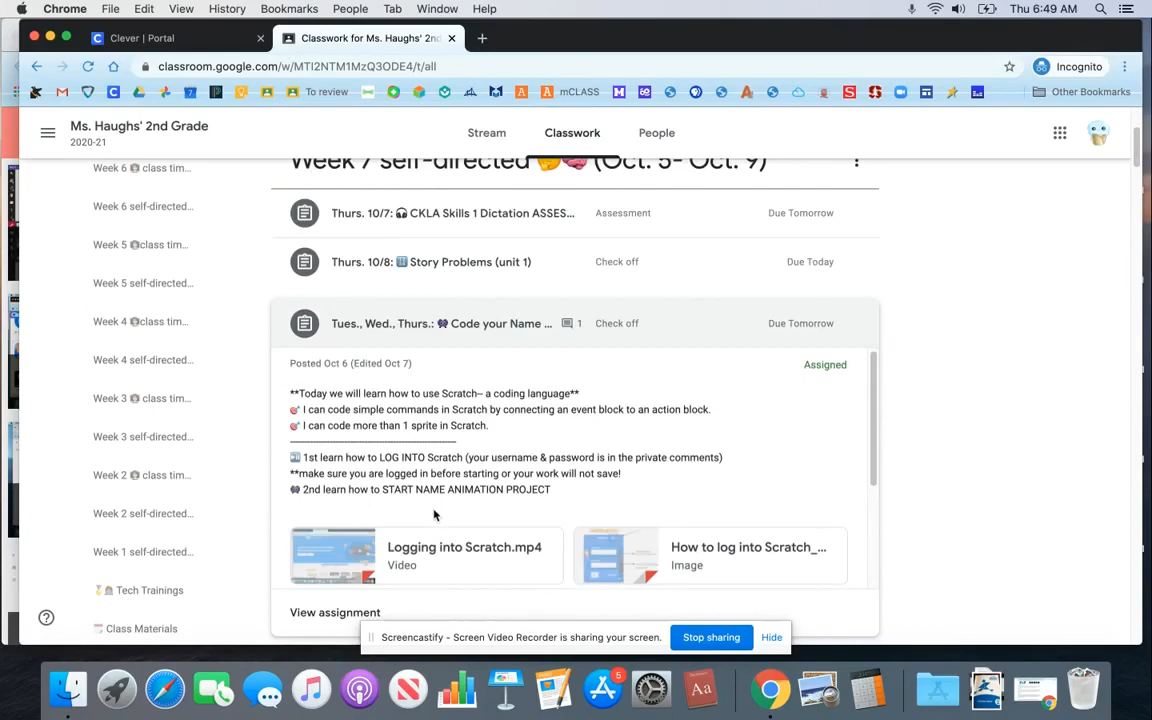 Chrome File Edit View History Bookmarks People Tab Window Help Thu 6:49 AM
Clever | Portal Classwork for Ms. Haughs' 2nd
classroom.google.com/w/MTI2NTM1MzQ3ODE4/t/all Incognito
To review mCLASS Other Bookmarks
Ms. Haughs' 2nd Grade
2020-21
Stream Classwork People
Week 7 self-directed (Oct. 5- Oct. 9)
Week 6 class tim...
Week 6 self-directed...
Week 5 class tim...
Week 5 self-directed...
Week 4 class tim...
Week 4 self-directed...
Week 3 class tim...
Week 3 self-directed...
Week 2 class tim...
Week 2 self-directed...
Week 1 self-directed...
Tech Trainings
Class Materials
Thurs. 10/7: CKLA Skills 1 Dictation ASSES... Assessment Due Tomorrow
Thurs. 10/8: Story Problems (unit 1) Check off Due Today
Tues., Wed., Thurs.: Code your Name ... 1 Check off Due Tomorrow
Posted Oct 6 (Edited Oct 7) Assigned
**Today we will learn how to use Scratch-- a coding language**
I can code simple commands in Scratch by connecting an event block to an action block.
I can code more than 1 sprite in Scratch.
-----------------------------------------------------
1st learn how to LOG INTO Scratch (your username & password is in the private comments)
**make sure you are logged in before starting or your work will not save!
2nd learn how to START NAME ANIMATION PROJECT
Logging into Scratch.mp4
Video
How to log into Scratch_...
Image
View assignment
Screencastify - Screen Video Recorder is sharing your screen. Stop sharing Hide
5
Aa